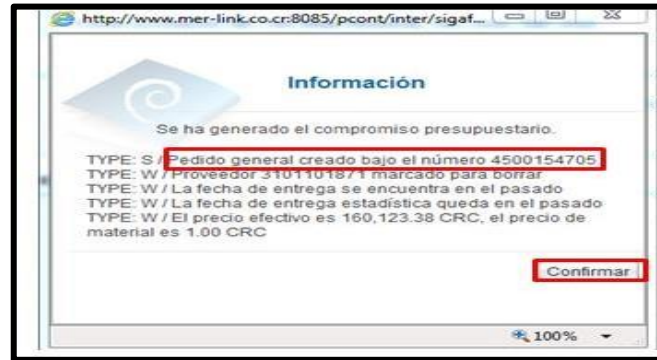 http://www.mer-link.co.cr:8085/pcont/inter/sigaf...
Información
Se ha generado el compromiso presupuestario.
TYPE: S / Pedido general creado bajo el número 4500154705
TYPE: W / Proveedor 3101101871 marcado para borrar
TYPE: W / La fecha de entrega se encuentra en el pasado
TYPE: W / La fecha de entrega estadística queda en el pasado
TYPE: W / El precio efectivo es 160,123.38 CRC, el precio de
material es 1.00 CRC
Confirmar
100%